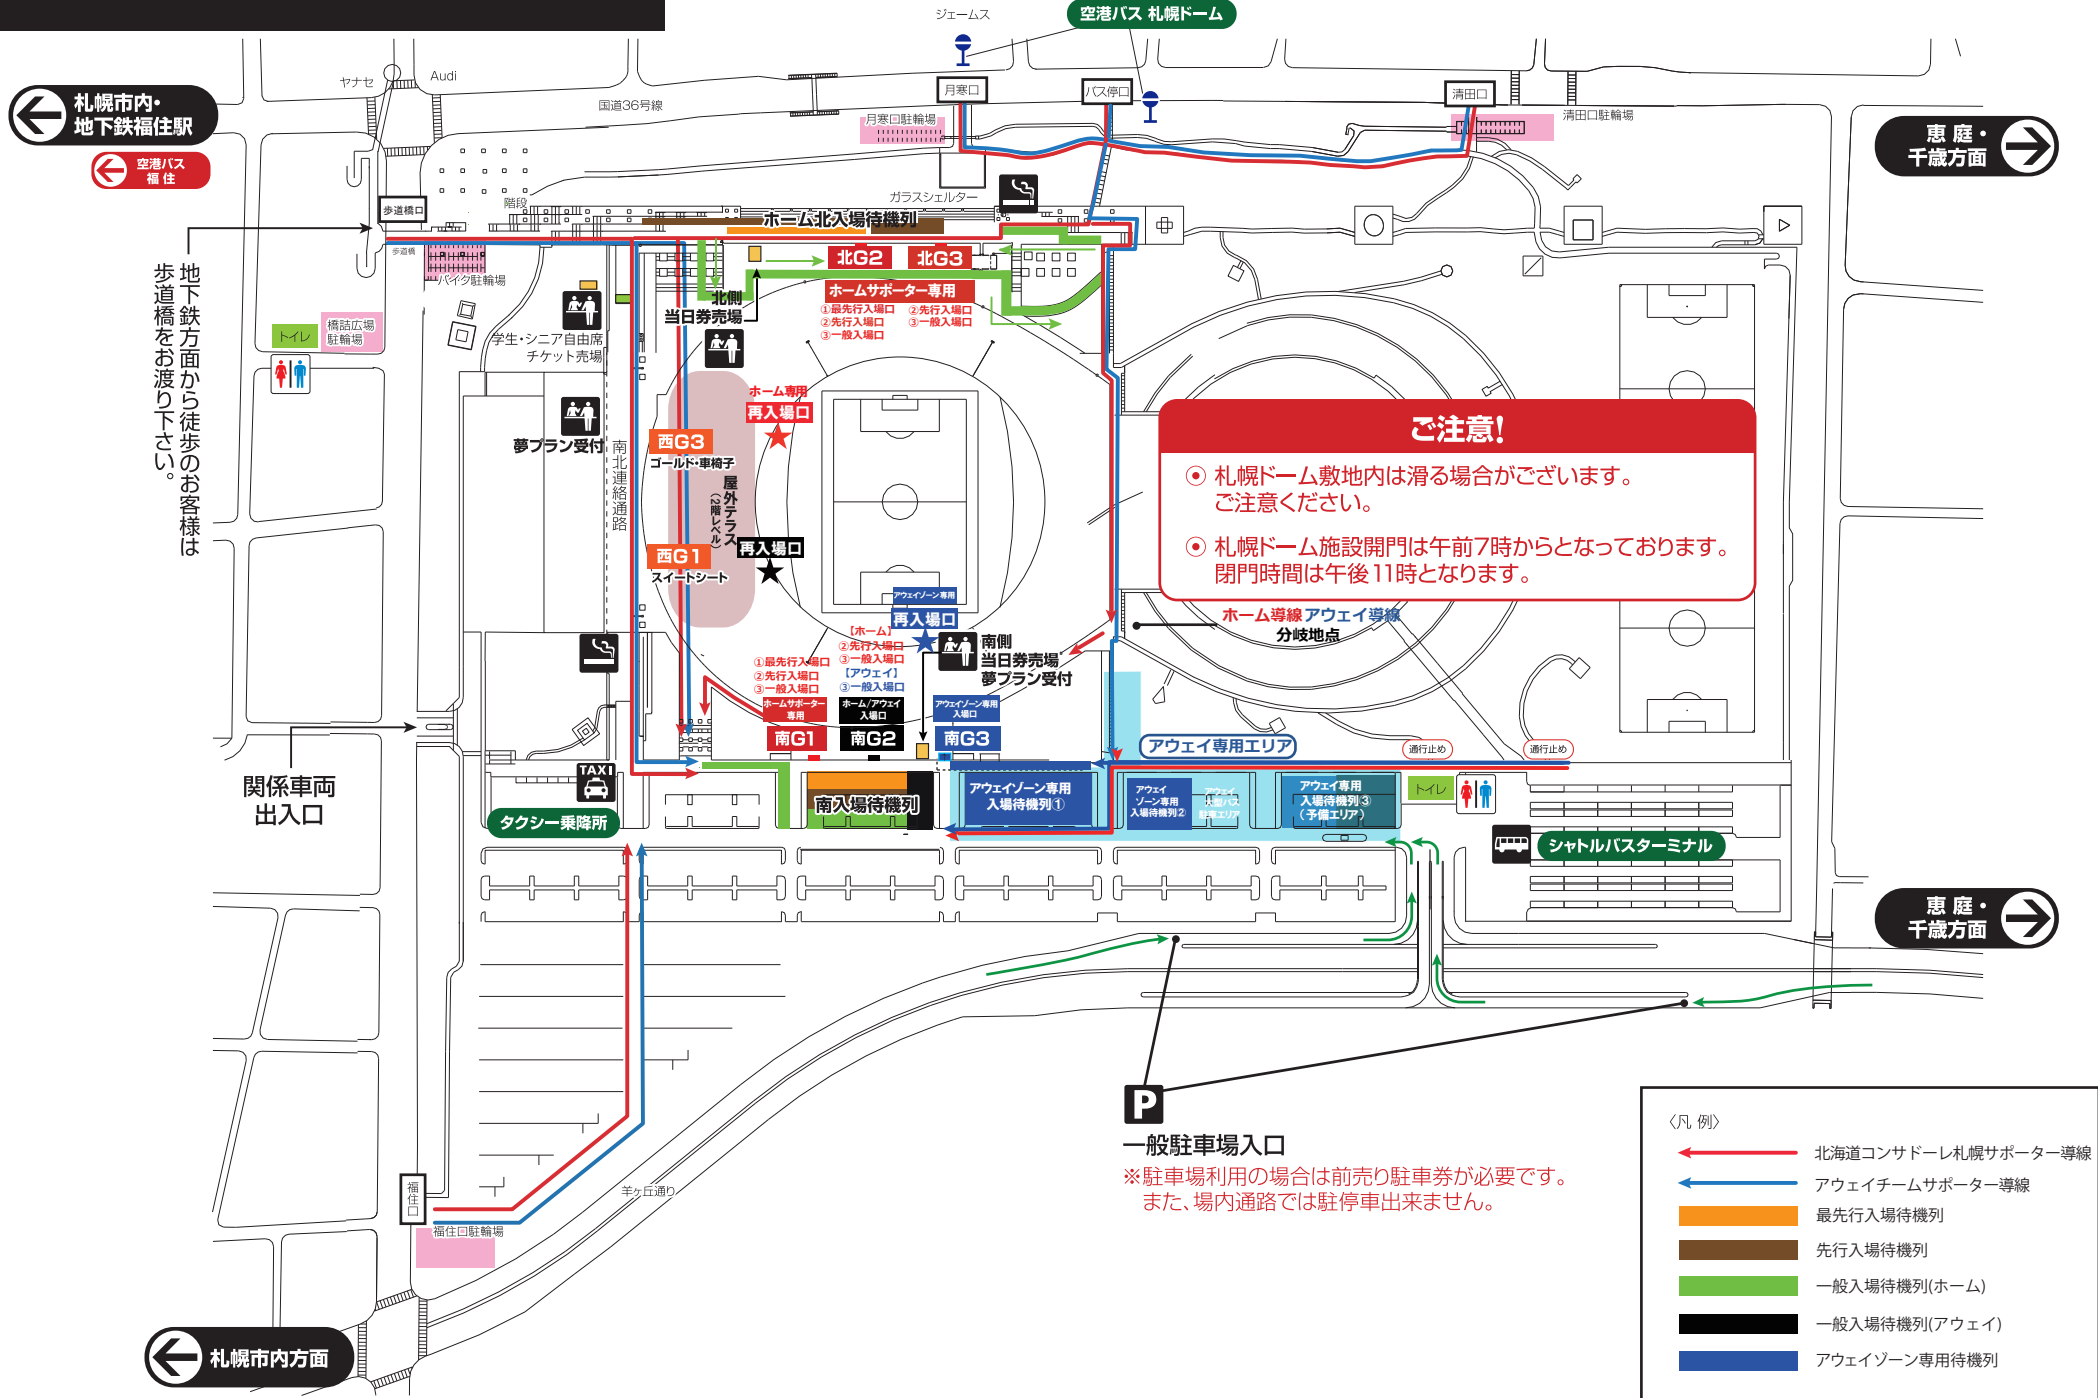 ジェームス
空港バス 札幌ドーム
ヤナセ
Audi
国道36号線
月寒口
バス停口
清田口
札幌市内・
地下鉄福住駅
空港バス
福 住
月寒口駐輪場
清田口駐輪場
恵 庭・
千歳方面
歩道橋口
階段
ガラスシェルター
ホーム北入場待機列
歩道橋
バイク駐輪場
北G2
北G3
ホームサポーター専用
①最先行入場口
②先行入場口
③一般入場口
②先行入場口
③一般入場口
北側
当日券売場
トイレ
橋詰広場
駐輪場
学生・シニア自由席
チケット売場
地下鉄方面から徒歩のお客様は
歩道橋をお渡り下さい。
夢プラン受付
南北連絡通路
ホーム専用
再入場口
西G3
ゴールド・車椅子
屋外テラス
(2階レベル)
西G1
スイートシート
再入場口
アウェイゾーン専用
再入場口
ご注意!
札幌ドーム敷地内は滑る場合がございます。
ご注意ください。
札幌ドーム施設開門は午前7時からとなっております。
閉門時間は午後11時となります。
ホーム導線アウェイ導線
分岐地点
【ホーム】
②先行入場口
③一般入場口
【アウェイ】
③一般入場口
南側
当日券売場
夢プラン受付
①最先行入場口
②先行入場口
③一般入場口
ホームサポーター
専用
南G1
ホーム/アウェイ
入場口
南G2
アウェイゾーン専用
入場口
南G3
関係車両
出入口
TAXI
タクシー乗降所
南入場待機列
アウェイ専用エリア
通行止め
通行止め
アウェイゾーン専用
入場待機列①
アウェイ
ゾーン専用
入場待機列②
アウェイ
大型バス
駐車エリア
アウェイ専用
入場待機列③
(予備エリア)
トイレ
シャトルバスターミナル
恵 庭・
千歳方面
P
一般駐車場入口
※駐車場利用の場合は前売り駐車券が必要です。
また、場内通路では駐停車出来ません。
福住口
羊ヶ丘通り
福住口駐輪場
札幌市内方面
〈凡 例〉
北海道コンサドーレ札幌サポーター導線
アウェイチームサポーター導線
最先行入場待機列
先行入場待機列
一般入場待機列(ホーム)
一般入場待機列(アウェイ)
アウェイゾーン専用待機列